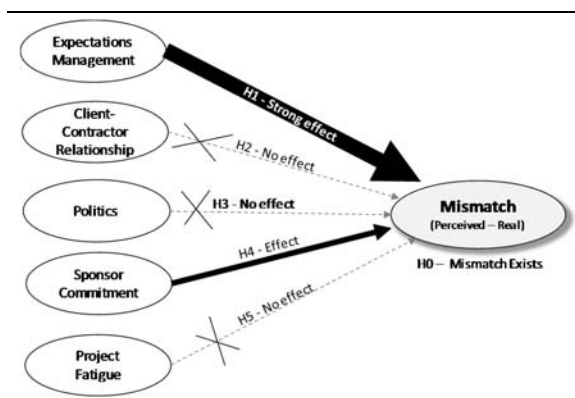 Expectations
Management
H1 - Strong effect
Client-
Contractor
Relationship
H2 - No effect
Politics
H3 - No effect
Mismatch
(Perceived – Real)
H0 – Mismatch Exists
H4 - Effect
Sponsor
Commitment
H5 - No effect
Project
Fatigue